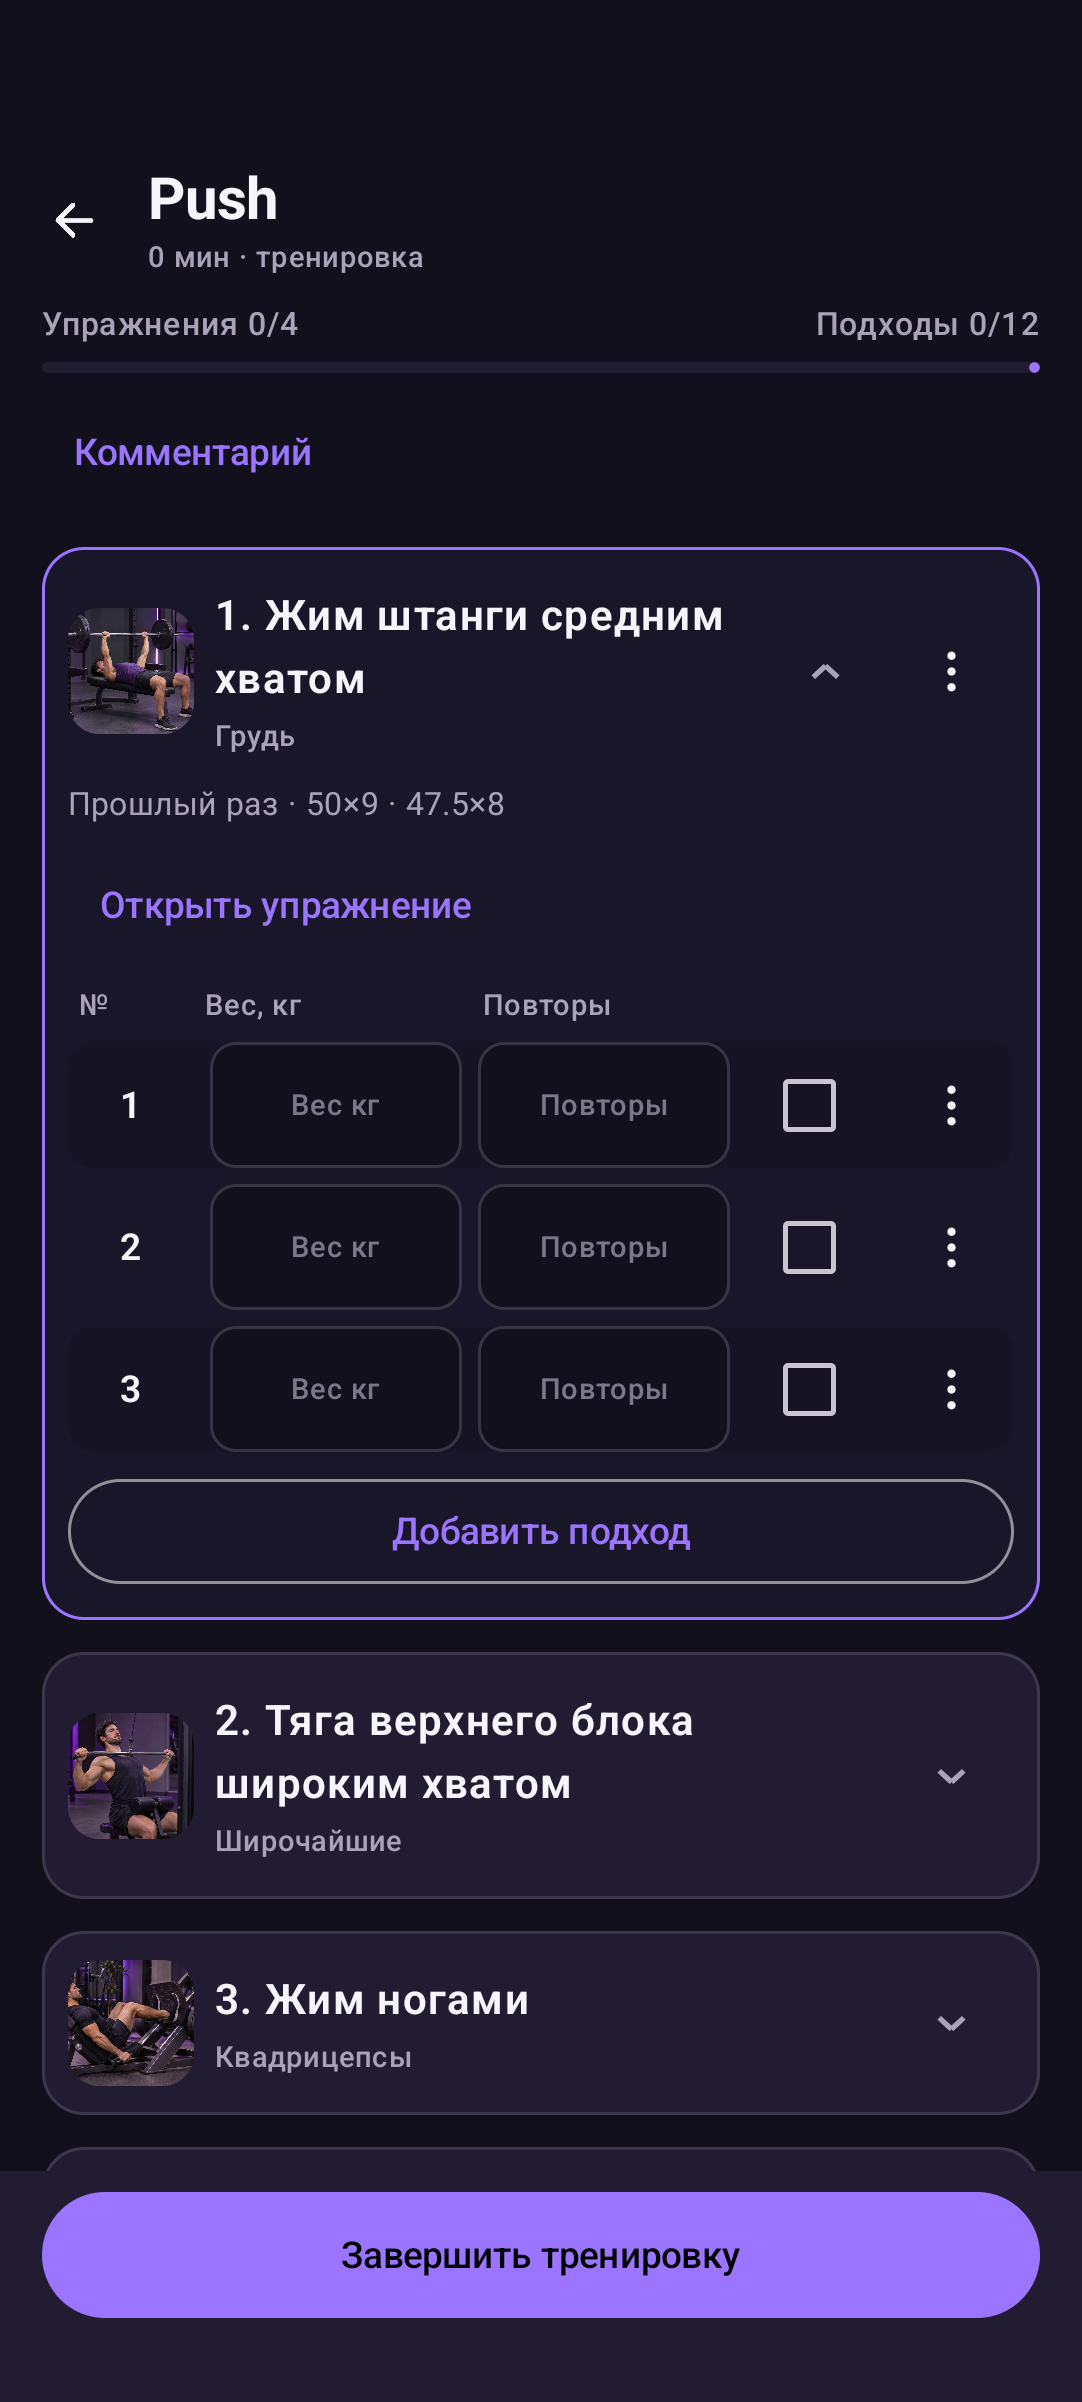 Push
0 мин · тренировка
Упражнения 0/4
Подходы 0/12
Комментарий
1. Жим штанги средним
хватом
Грудь
Прошлый раз · 50×9 · 47.5×8
Открыть упражнение
№ Вес, кг Повторы
1 Вес кг Повторы
2 Вес кг Повторы
3 Вес кг Повторы
Добавить подход
2. Тяга верхнего блока
широким хватом
Широчайшие
3. Жим ногами
Квадрицепсы
Завершить тренировку